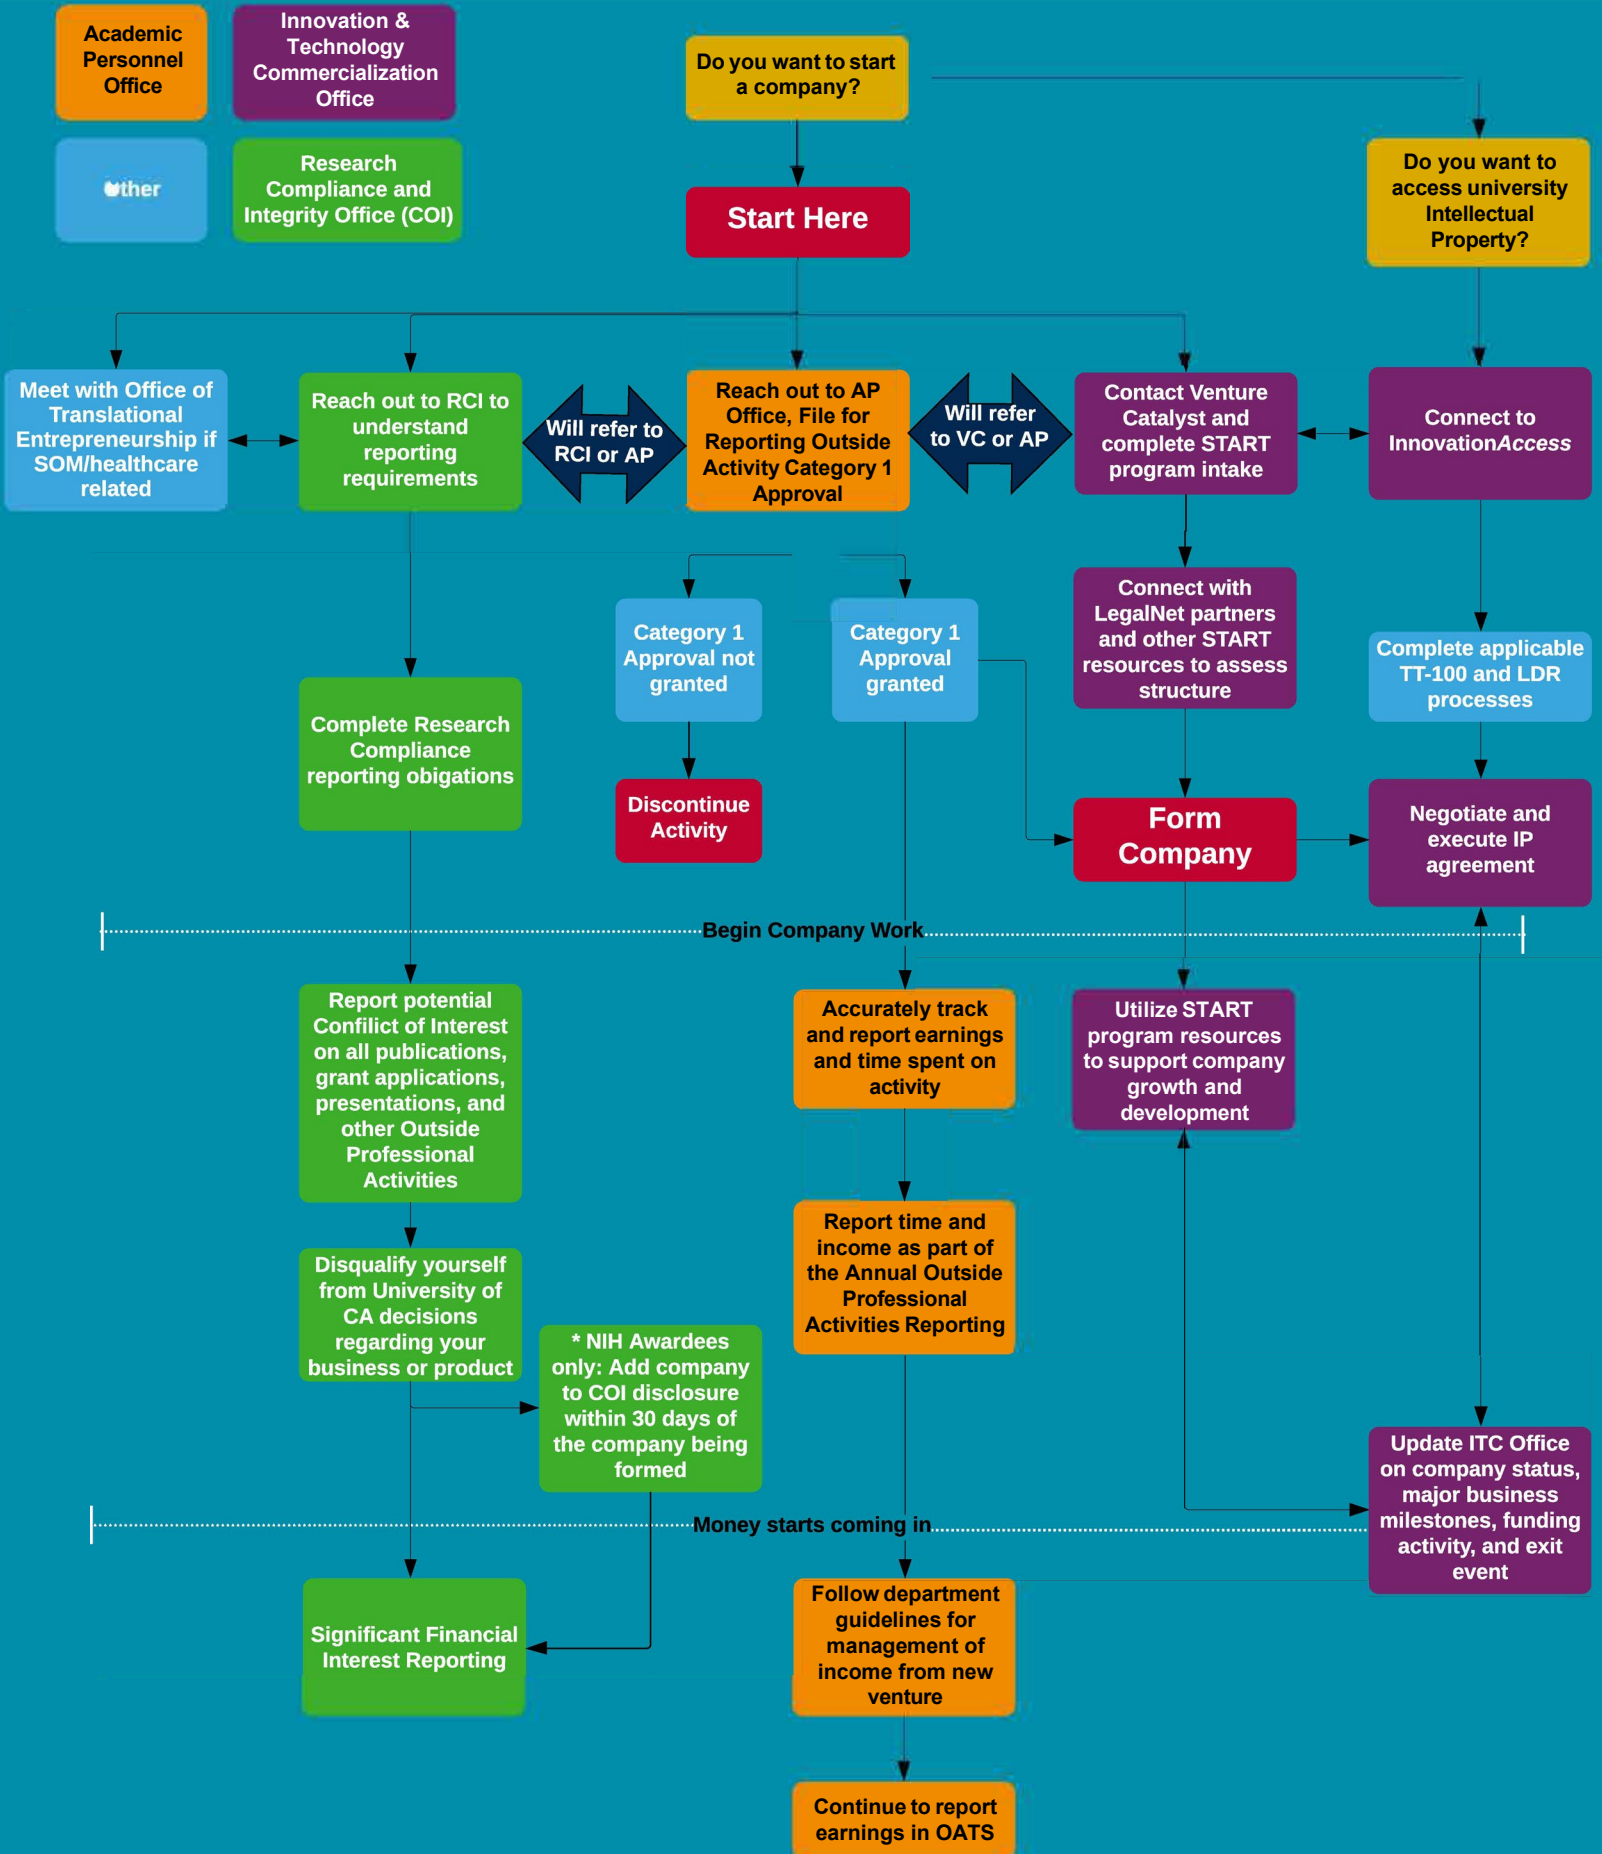 Academic
Personnel
Office
Innovation &
Technology
Commercialization
Office
Other
Research
Compliance and
Integrity Office (COI)
Do you want to start
a company?
Do you want to
access university
Intellectual
Property?
Start Here
Meet with Office of
Translational
Entrepreneurship if
SOM/healthcare
related
Reach out to RCI to
understand
reporting
requirements
Will refer to
RCI or AP
Reach out to AP
Office, File for
Reporting Outside
Activity Category 1
Approval
Will refer
to VC or AP
Contact Venture
Catalyst and
complete START
program intake
Connect to
InnovationAccess
Category 1
Approval not
granted
Category 1
Approval
granted
Connect with
LegalNet partners
and other START
resources to assess
structure
Complete applicable
TT-100 and LDR
processes
Complete Research
Compliance
reporting obigations
Discontinue
Activity
Form
Company
Negotiate and
execute IP
agreement
Begin Company Work
Report potential
Confilict of Interest
on all publications,
grant applications,
presentations, and
other Outside
Professional
Activities
Accurately track
and report earnings
and time spent on
activity
Utilize START
program resources
to support company
growth and
development
Disqualify yourself
from University of
CA decisions
regarding your
business or product
Report time and
income as part of
the Annual Outside
Professional
Activities Reporting
* NIH Awardees
only: Add company
to COI disclosure
within 30 days of
the company being
formed
Update ITC Office
on company status,
major business
milestones, funding
activity, and exit
event
Money starts coming in
Significant Financial
Interest Reporting
Follow department
guidelines for
management of
income from new
venture
Continue to report
earnings in OATS